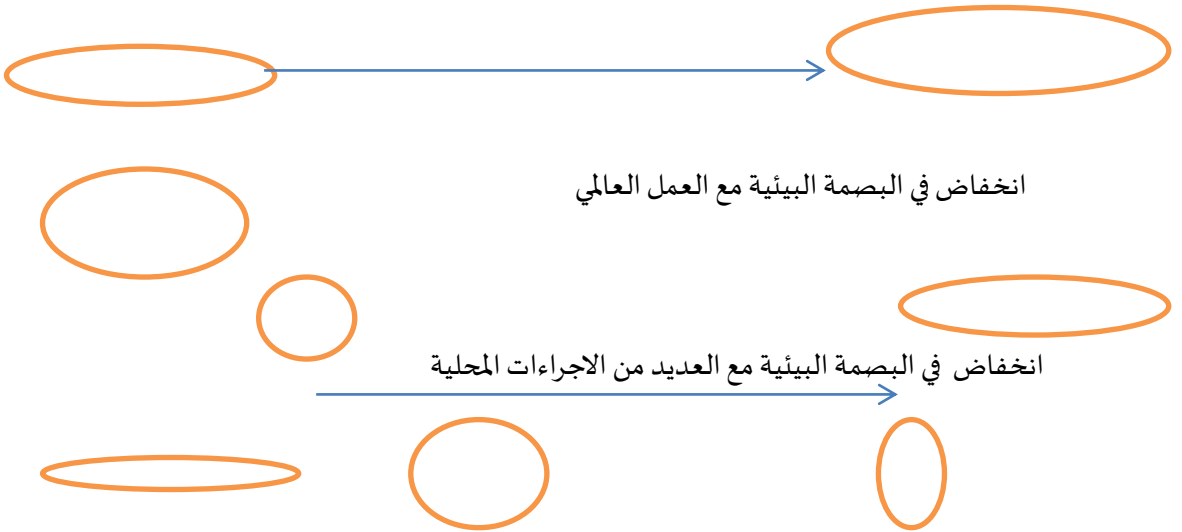 انخفاض في البصمة البيئية مع العمل العالمي
انخفاض في البصمة البيئية مع العديد من الاجراءات المحلية